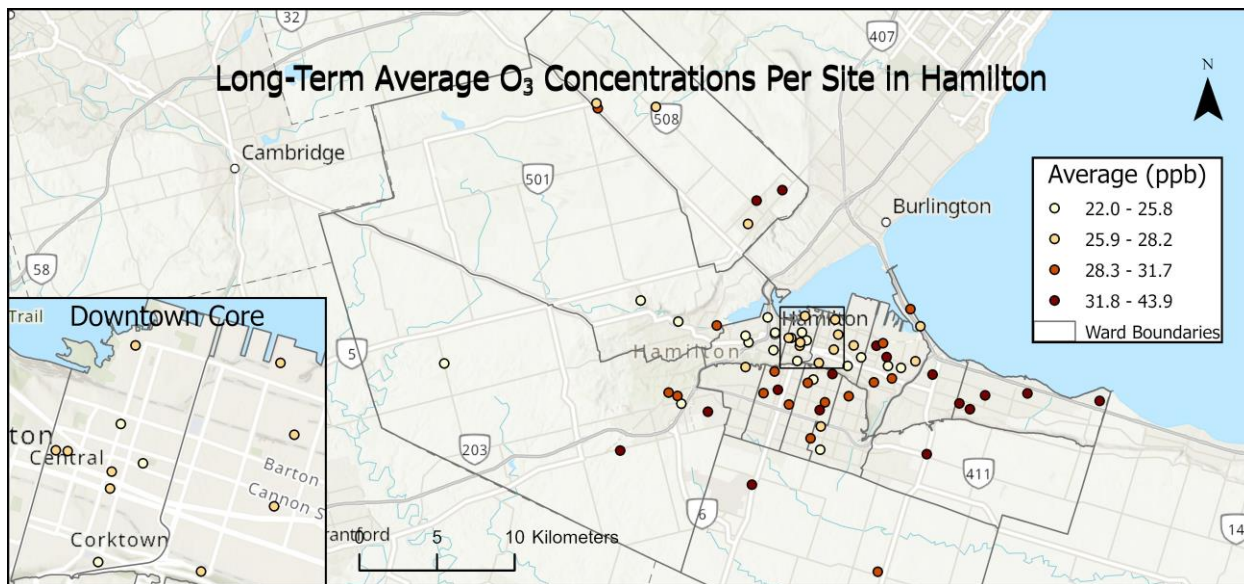 32
407
Long-Term Average O₃ Concentrations Per Site in Hamilton
N
508
Cambridge
501
Average (ppb)
22.0 - 25.8
25.9 - 28.2
28.3 - 31.7
31.8 - 43.9
Ward Boundaries
Burlington
58
Trail
Downtown Core
Hamilton
5
Hamilton
ton
Central
203
Barton
Cannon S
411
6
14
Corktown
rantford
0 5 10 Kilometers